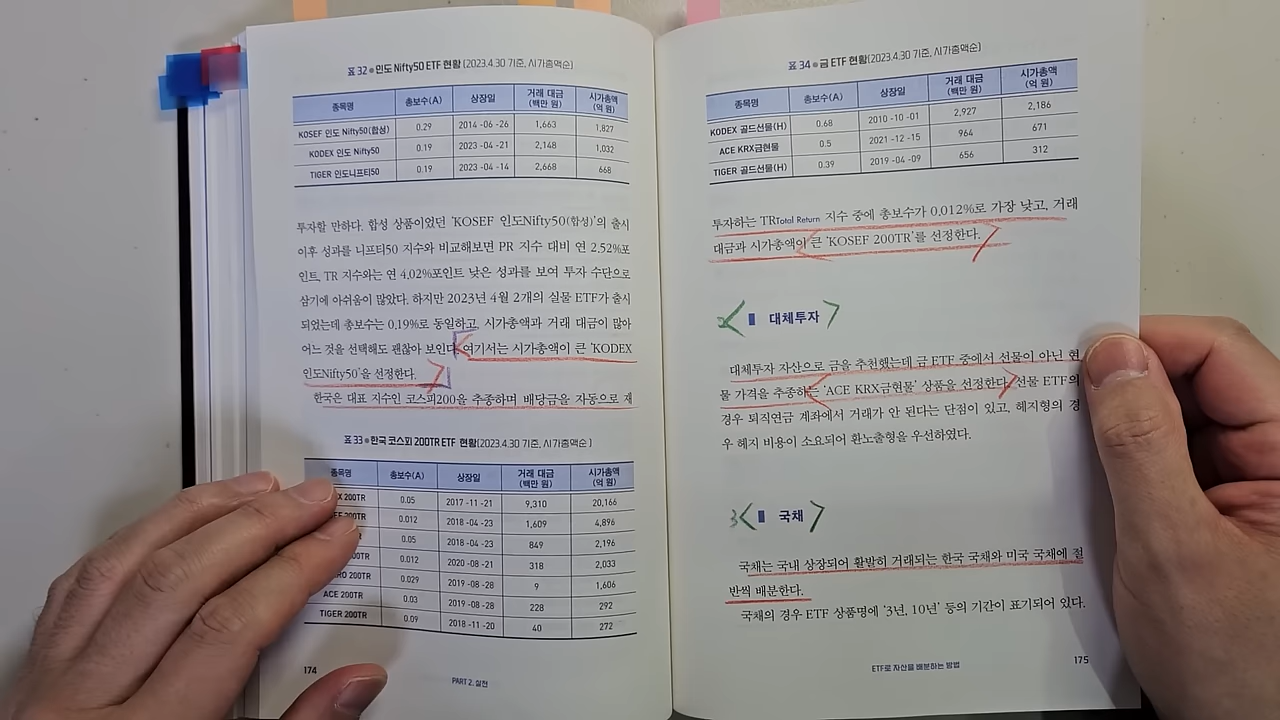 표 32 ● 인도 Nifty50 ETF 현황(2023.4.30 기준, 시가총액순)
종목명 총보수(A) 상장일 거래 대금(백만 원) 시가총액(억 원)
KOSEF 인도 Nifty50(합성) 0.29 2014-06-26 1,663 1,827
KODEX 인도 Nifty50 0.19 2023-04-21 2,148 1,032
TIGER 인도니프티50 0.19 2023-04-14 2,668 668
투자할 만하다. 합성 상품이었던 'KOSEF 인도Nifty50(합성)'의 출시
이후 성과를 니프티50 지수와 비교해보면 PR 지수 대비 연 2.52%포
인트, TR 지수와는 연 4.02%포인트 낮은 성과를 보여 투자 수단으로
삼기에 아쉬움이 많았다. 하지만 2023년 4월 2개의 실물 ETF가 출시
되었는데 총보수는 0.19%로 동일하고, 시가총액과 거래 대금이 많아
어느 것을 선택해도 괜찮아 보인다. 여기서는 시가총액이 큰 'KODEX
인도Nifty50'을 선정한다.
한국은 대표 지수인 코스피200을 추종하며 배당금을 자동으로 재
표 33 ● 한국 코스피 200TR ETF 현황(2023.4.30 기준, 시가총액순)
종목명 총보수(A) 상장일 거래 대금(백만 원) 시가총액(억 원)
200TR 0.05 2017-11-21 9,310 20,166
200TR 0.012 2018-04-23 1,609 4,896
0.05 2018-04-23 849 2,196
200TR 0.012 2020-08-21 318 2,033
200TR 0.029 2019-08-28 9 1,606
ACE 200TR 0.03 2019-08-28 228 292
TIGER 200TR 0.09 2018-11-20 40 272
174
PART 2. 실전
표 34 ● 금 ETF 현황(2023.4.30 기준, 시가총액순)
종목명 총보수(A) 상장일 거래 대금(백만 원) 시가총액(억 원)
KODEX 골드선물(H) 0.68 2010-10-01 2,927 2,186
ACE KRX금현물 0.5 2021-12-15 964 671
TIGER 골드선물(H) 0.39 2019-04-09 656 312
투자하는 TRTotal Return 지수 중에 총보수가 0.012%로 가장 낮고, 거래
대금과 시가총액이 큰 'KOSEF 200TR'를 선정한다.
대체투자
대체투자 자산으로 금을 추천했는데 금 ETF 중에서 선물이 아닌 현
물 가격을 추종하는 'ACE KRX금현물' 상품을 선정한다. 선물 ETF의
경우 퇴직연금 계좌에서 거래가 안 된다는 단점이 있고, 헤지형의 경
우 헤지 비용이 소요되어 환노출형을 우선하였다.
3 국채
국채는 국내 상장되어 활발히 거래되는 한국 국채와 미국 국채에 절
반씩 배분한다.
국채의 경우 ETF 상품명에 '3년, 10년' 등의 기간이 표기되어 있다.
ETF로 자산을 배분하는 방법
175